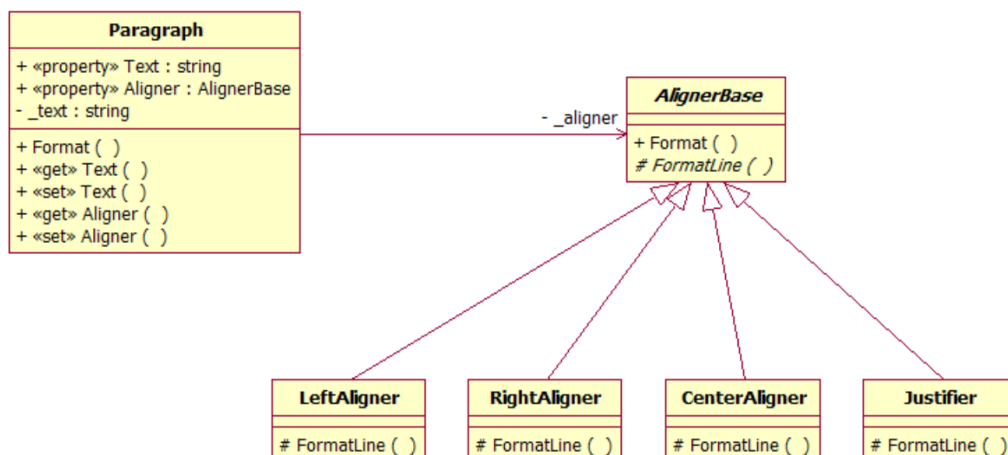 Paragraph
+ «property» Text : string
+ «property» Aligner : AlignerBase
- _text : string
+ Format ( )
+ «get» Text ( )
+ «set» Text ( )
+ «get» Aligner ( )
+ «set» Aligner ( )
- _aligner
AlignerBase
+ Format ( )
# FormatLine ( )
LeftAligner
# FormatLine ( )
RightAligner
# FormatLine ( )
CenterAligner
# FormatLine ( )
Justifier
# FormatLine ( )